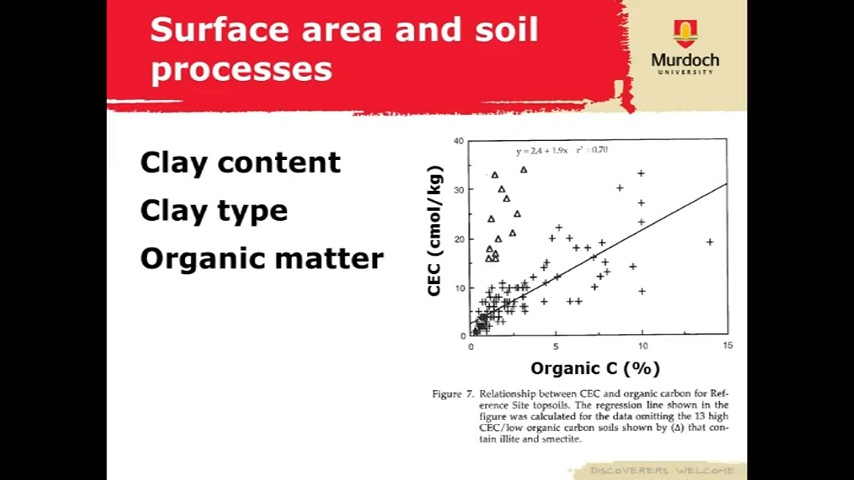 Surface area and soil
processes
Murdoch
UNIVERSITY
Clay content
Clay type
Organic matter
CEC (cmol/kg)
40
30
20
10
0
y = 2.4 + 1.9x r² = 0.70
0
5
10
15
Organic C (%)
Figure 7. Relationship between CEC and organic carbon for Ref-
erence Site topsoils. The regression line shown in the
figure was calculated for the data omitting the 13 high
CEC/low organic carbon soils shown by (Δ) that con-
tain illite and smectite.
DISCOVERERS WELCOME